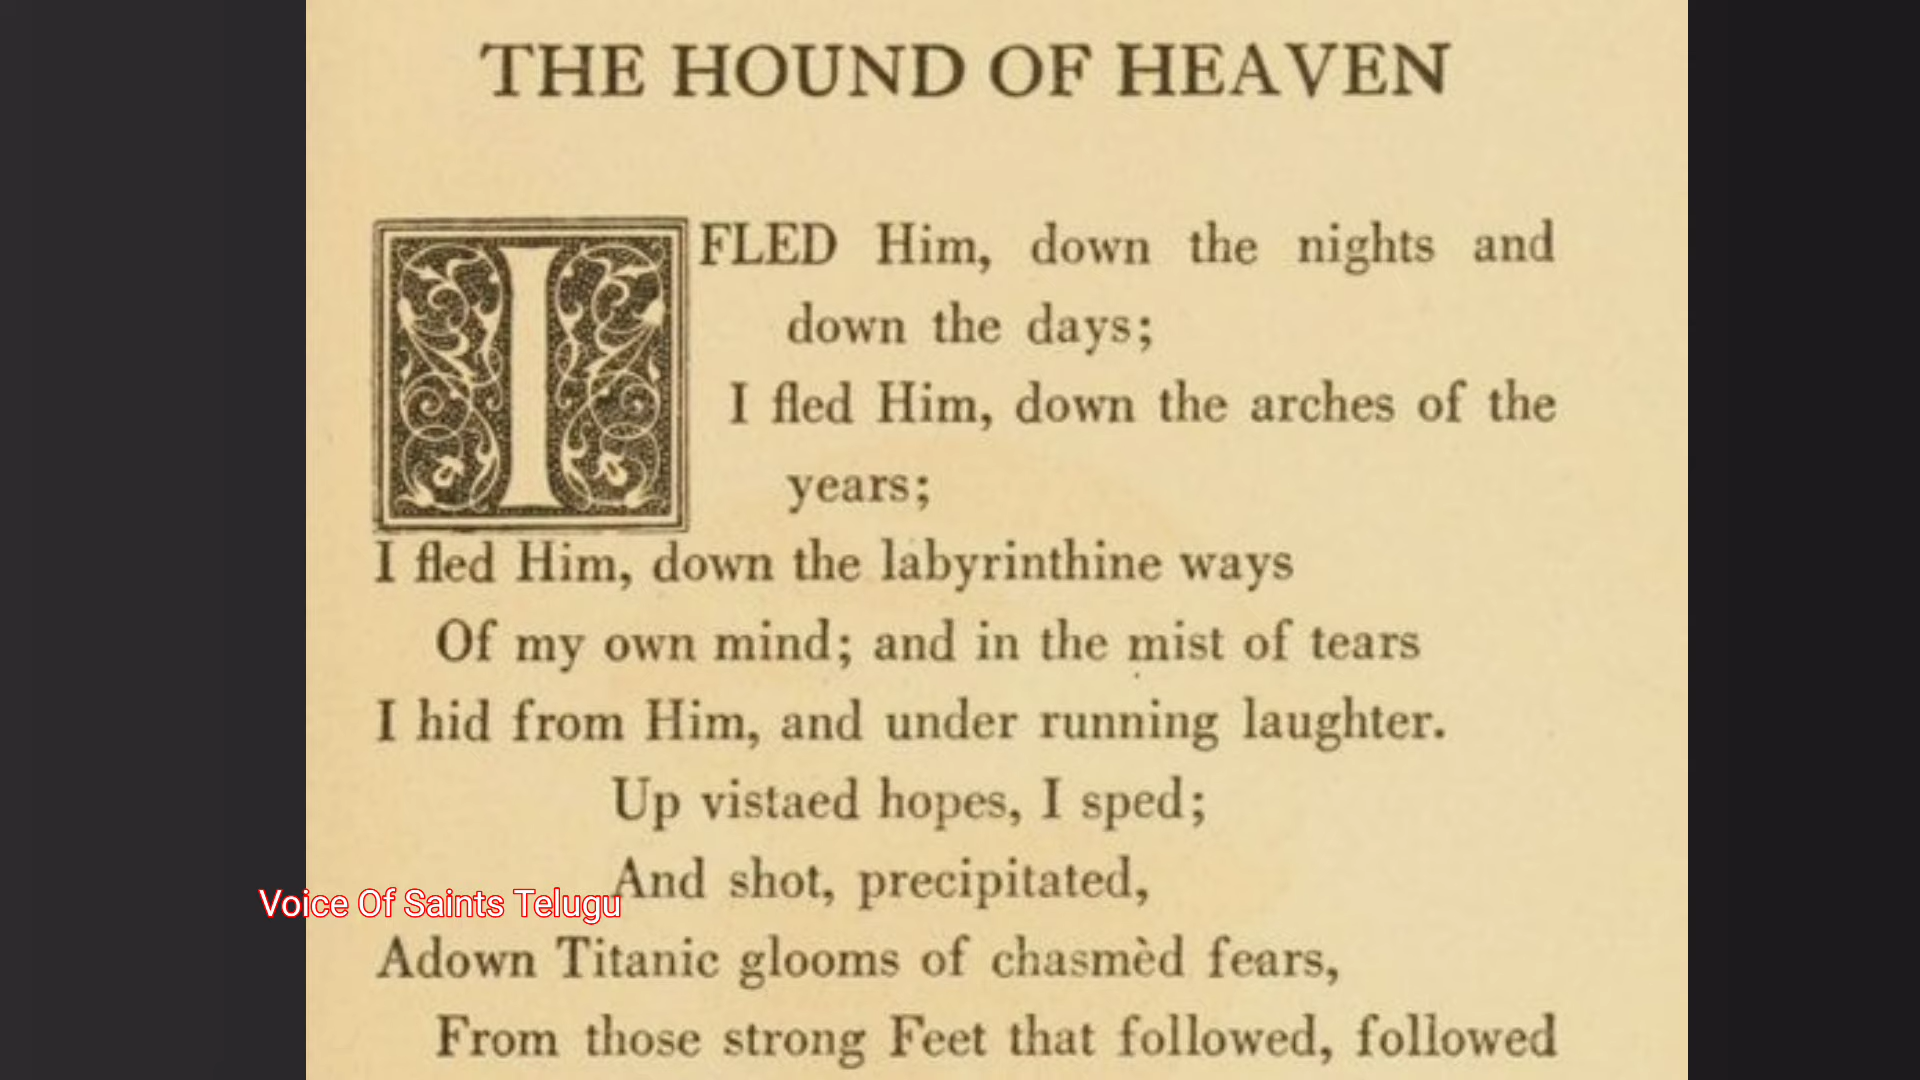 THE HOUND OF HEAVEN
I FLED Him, down the nights and
down the days;
I fled Him, down the arches of the
years;
I fled Him, down the labyrinthine ways
Of my own mind; and in the mist of tears
I hid from Him, and under running laughter.
Up vistaed hopes, I sped;
And shot, precipitated,
Adown Titanic glooms of chasmèd fears,
From those strong Feet that followed, followed
Voice Of Saints Telugu